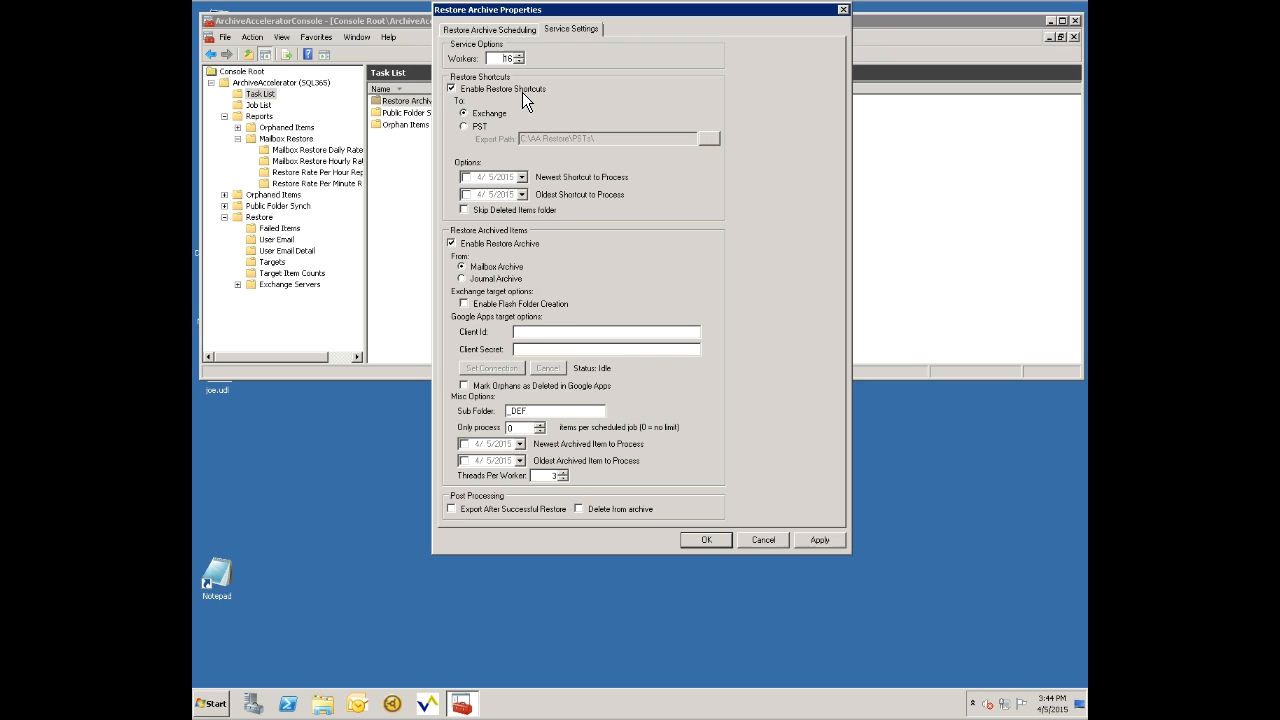 Restore Archive Properties
ArchiveAcceleratorConsole - [Console Root\ArchiveAcc
File Action View Favorites Window Help
Console Root
ArchiveAccelerator (SQL365)
Task List
Job List
Reports
Orphaned Items
Mailbox Restore
Mailbox Restore Daily Rate
Mailbox Restore Hourly Rat
Restore Rate Per Hour Rep
Restore Rate Per Minute R
Orphaned Items
Public Folder Synch
Restore
Failed Items
User Email
User Email Detail
Targets
Target Item Counts
Exchange Servers
Task List
Name
Restore Archiv
Public Folder S
Orphan Items
Restore Archive Scheduling Service Settings
Service Options
Workers: 16
Restore Shortcuts
Enable Restore Shortcuts
To:
Exchange
PST
Export Path: C:\AA Restore\PSTs\
Options:
4/ 5/2015 Newest Shortcut to Process
4/ 5/2015 Oldest Shortcut to Process
Skip Deleted Items folder
Restore Archived Items
Enable Restore Archive
From:
Mailbox Archive
Journal Archive
Exchange target options:
Enable Flash Folder Creation
Google Apps target options:
Client Id:
Client Secret:
Set Connection Cancel Status: Idle
Mark Orphans as Deleted in Google Apps
Misc Options:
Sub Folder: _DEF
Only process 0 items per scheduled job (0 = no limit)
4/ 5/2015 Newest Archived Item to Process
4/ 5/2015 Oldest Archived Item to Process
Threads Per Worker: 3
Post Processing
Export After Successful Restore Delete from archive
OK Cancel Apply
joe.udl
Notepad
Start
3:44 PM
4/5/2015